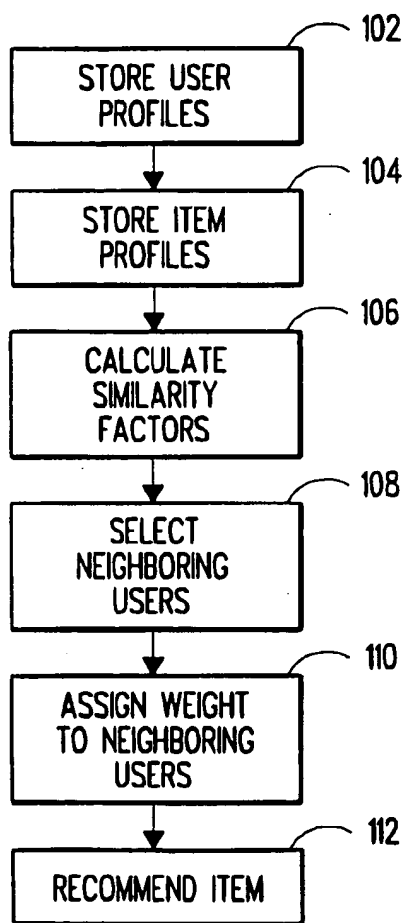 102
STORE USER
PROFILES
104
STORE ITEM
PROFILES
106
CALCULATE
SIMILARITY
FACTORS
108
SELECT
NEIGHBORING
USERS
110
ASSIGN WEIGHT
TO NEIGHBORING
USERS
112
RECOMMEND ITEM